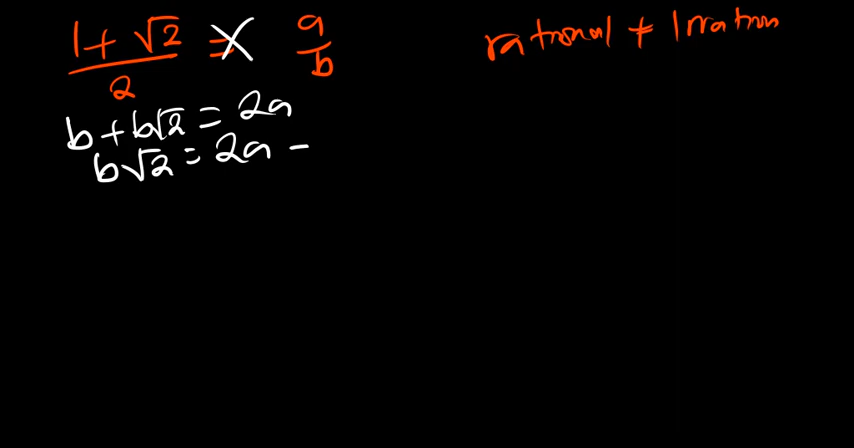 1 + √2 = a
2 b
rational ≠ Irration
b + b√2 = 2a
b√2 = 2a -